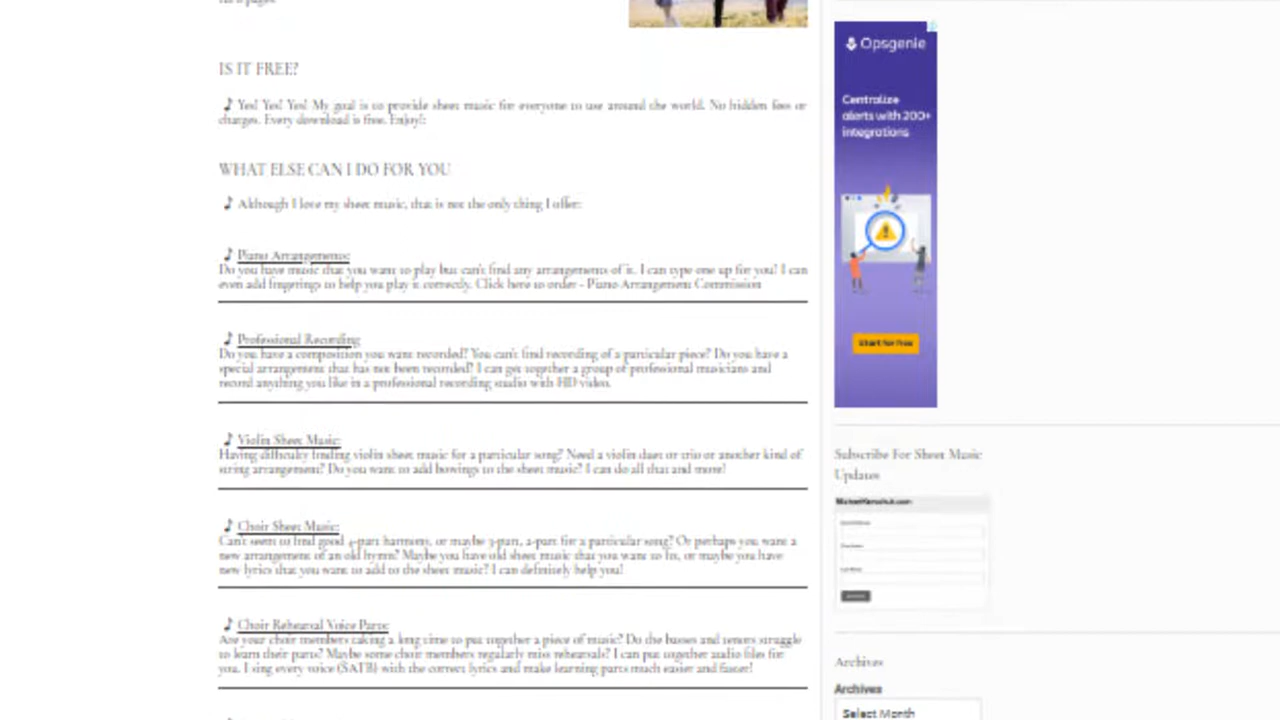 IS IT FREE?
♪ Yes! Yes! Yes! My goal is to provide sheet music for everyone to use around the world. No hidden fees or
charges. Every download is free. Enjoy!:
WHAT ELSE CAN I DO FOR YOU
♪ Although I love my sheet music, that is not the only thing I offer:
♪ Piano Arrangements:
Do you have music that you want to play but can't find any arrangements of it. I can type one up for you! I can
even add fingerings to help you play it correctly. Click here to order - Piano Arrangement Commission
♪ Professional Recording
Do you have a composition you want recorded? You can't find recording of a particular piece? Do you have a
special arrangement that has not been recorded? I can get together a group of professional musicians and
record anything you like in a professional recording studio with HD video.
♪ Violin Sheet Music:
Having difficulty finding violin sheet music for a particular song? Need a violin duet or trio or another kind of
string arrangement? Do you want to add bowings to the sheet music? I can do all that and more!
♪ Choir Sheet Music:
Can't seem to find good 4-part harmony, or maybe 3-part, 2-part for a particular song? Or perhaps you want a
new arrangement of an old hymn? Maybe you have old sheet music that you want to fix, or maybe you have
new lyrics that you want to add to the sheet music? I can definitely help you!
♪ Choir Rehearsal Voice Parts:
Are your choir members taking a long time to put together a piece of music? Do the basses and tenors struggle
to learn their parts? Maybe some choir members regularly miss rehearsals? I can put together audio files for
you. I sing every voice (SATB) with the correct lyrics and make learning parts much easier and faster!
Opsgenie
Centralize
alerts with 200+
integrations
Start for free
Subscribe For Sheet Music
Updates
Archives
Archives
Select Month